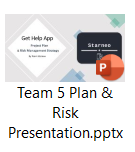 Get Help App
Project Plan
& Risk Management Strategy
Starneo
P
Team 5 Plan &
Risk
Presentation.pptx